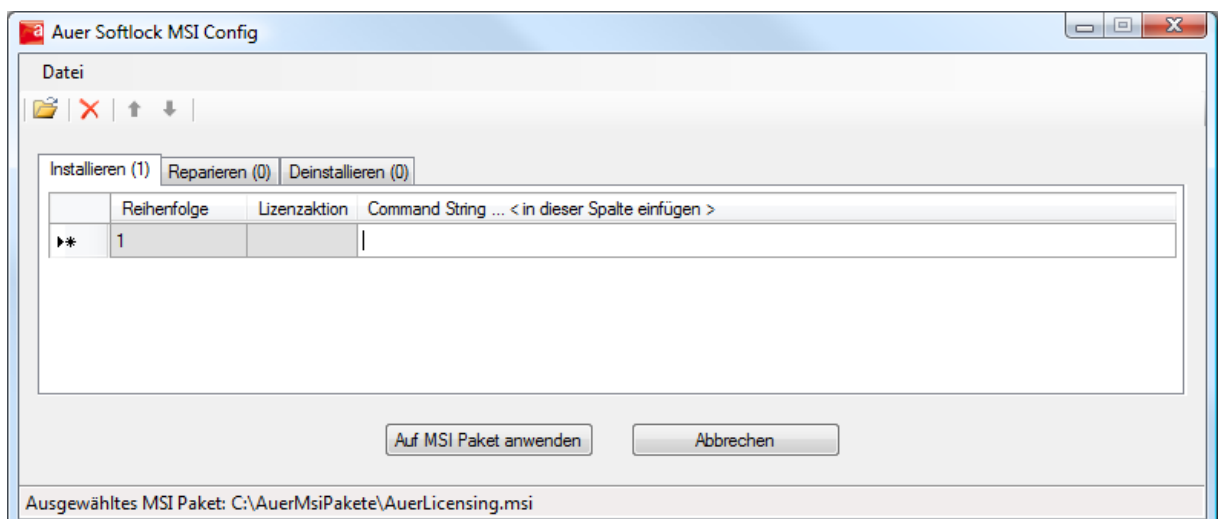 Auer Softlock MSI Config
Datei
Installieren (1) Reparieren (0) Deinstallieren (0)
Reihenfolge Lizenzaktion Command String ... < in dieser Spalte einfügen >
1
Auf MSI Paket anwenden Abbrechen
Ausgewähltes MSI Paket: C:\AuerMsiPakete\AuerLicensing.msi